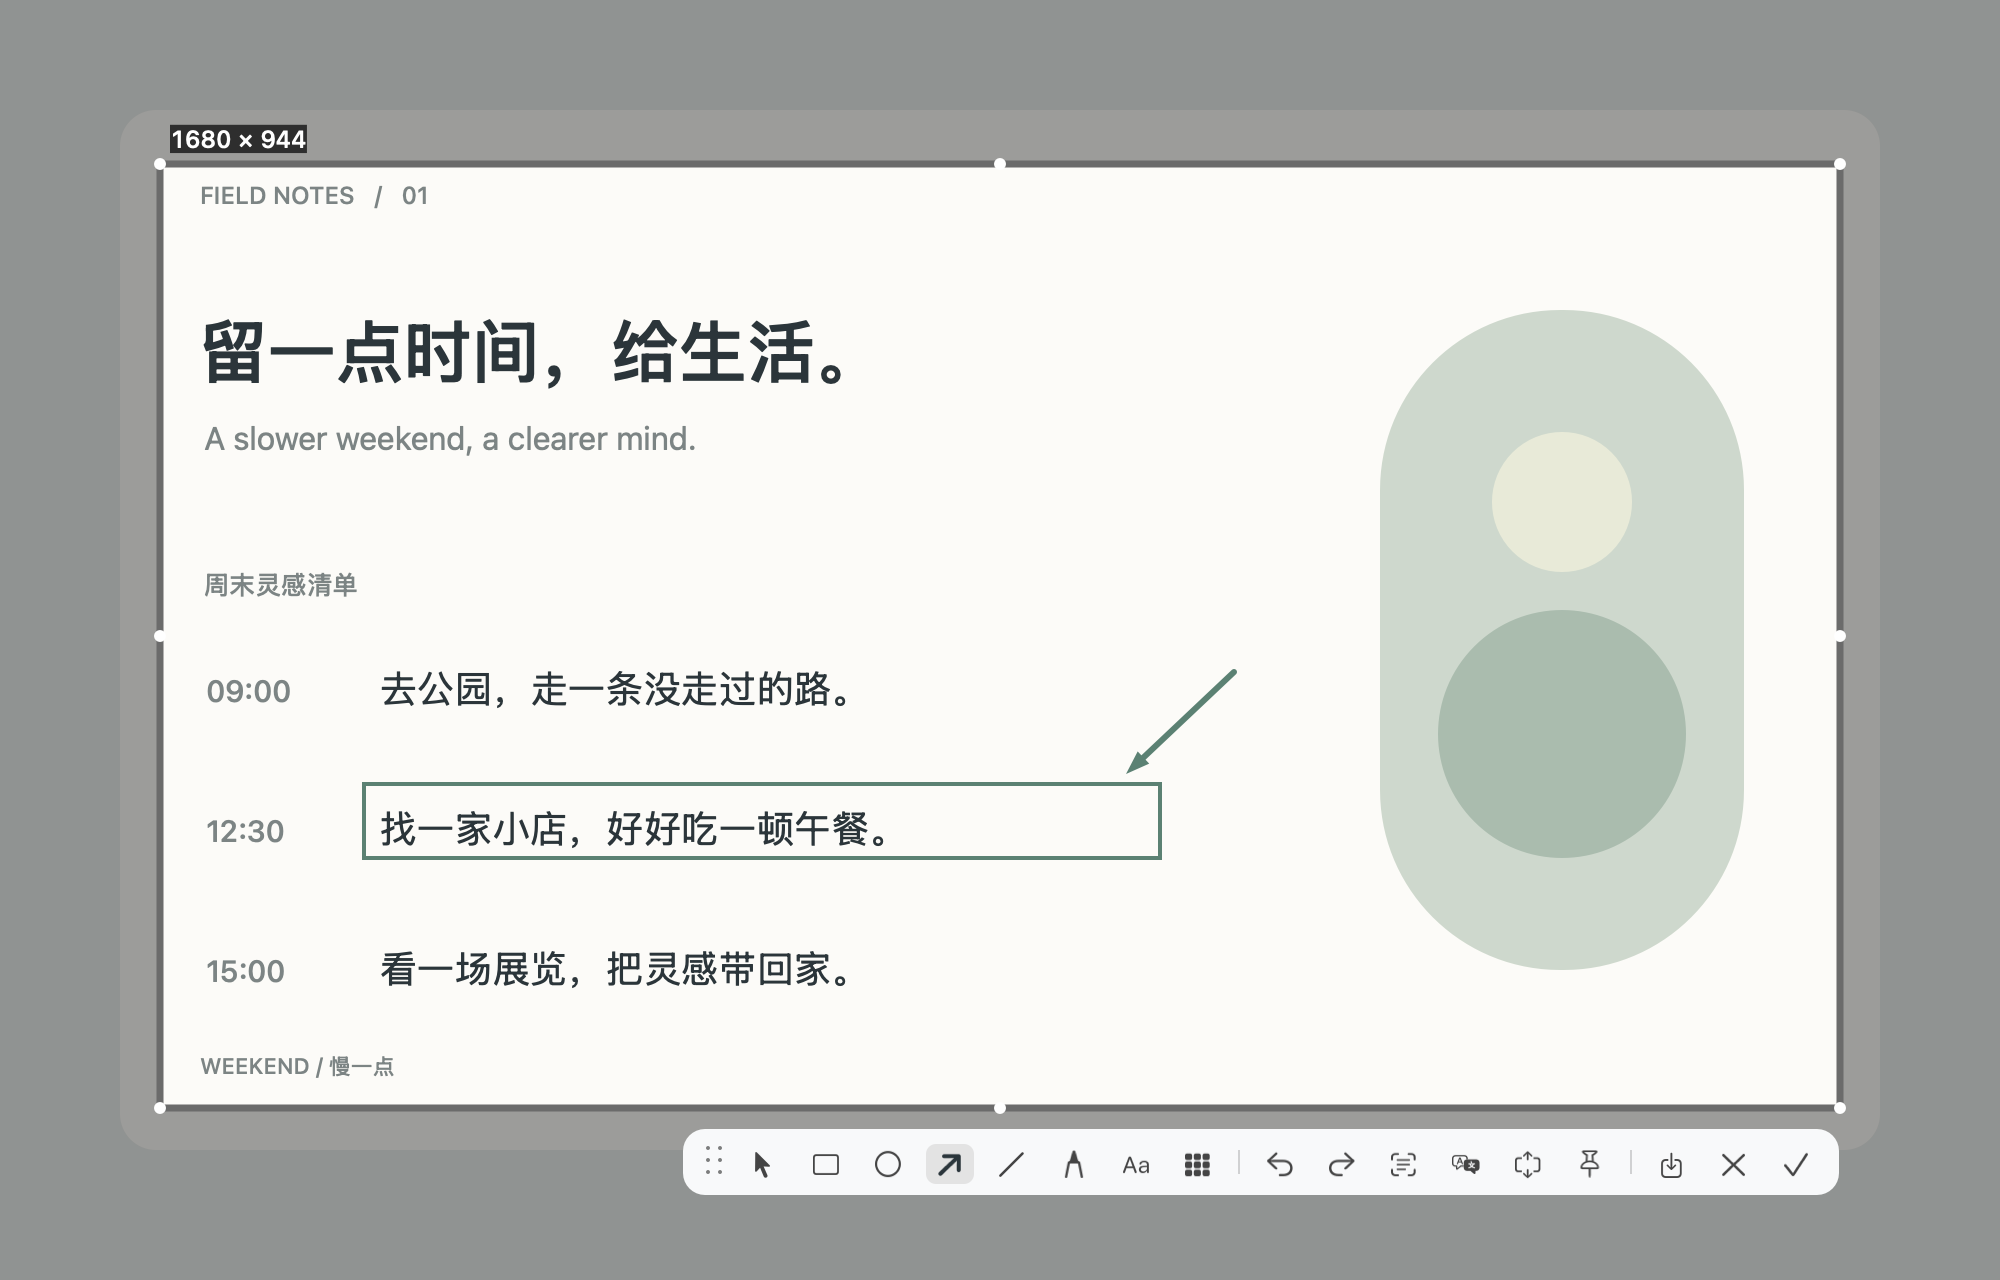 1680 × 944
FIELD NOTES / 01
留一点时间，给生活。
A slower weekend, a clearer mind.
周末灵感清单
09:00 去公园，走一条没走过的路。
12:30 找一家小店，好好吃一顿午餐。
15:00 看一场展览，把灵感带回家。
WEEKEND / 慢一点
Aa